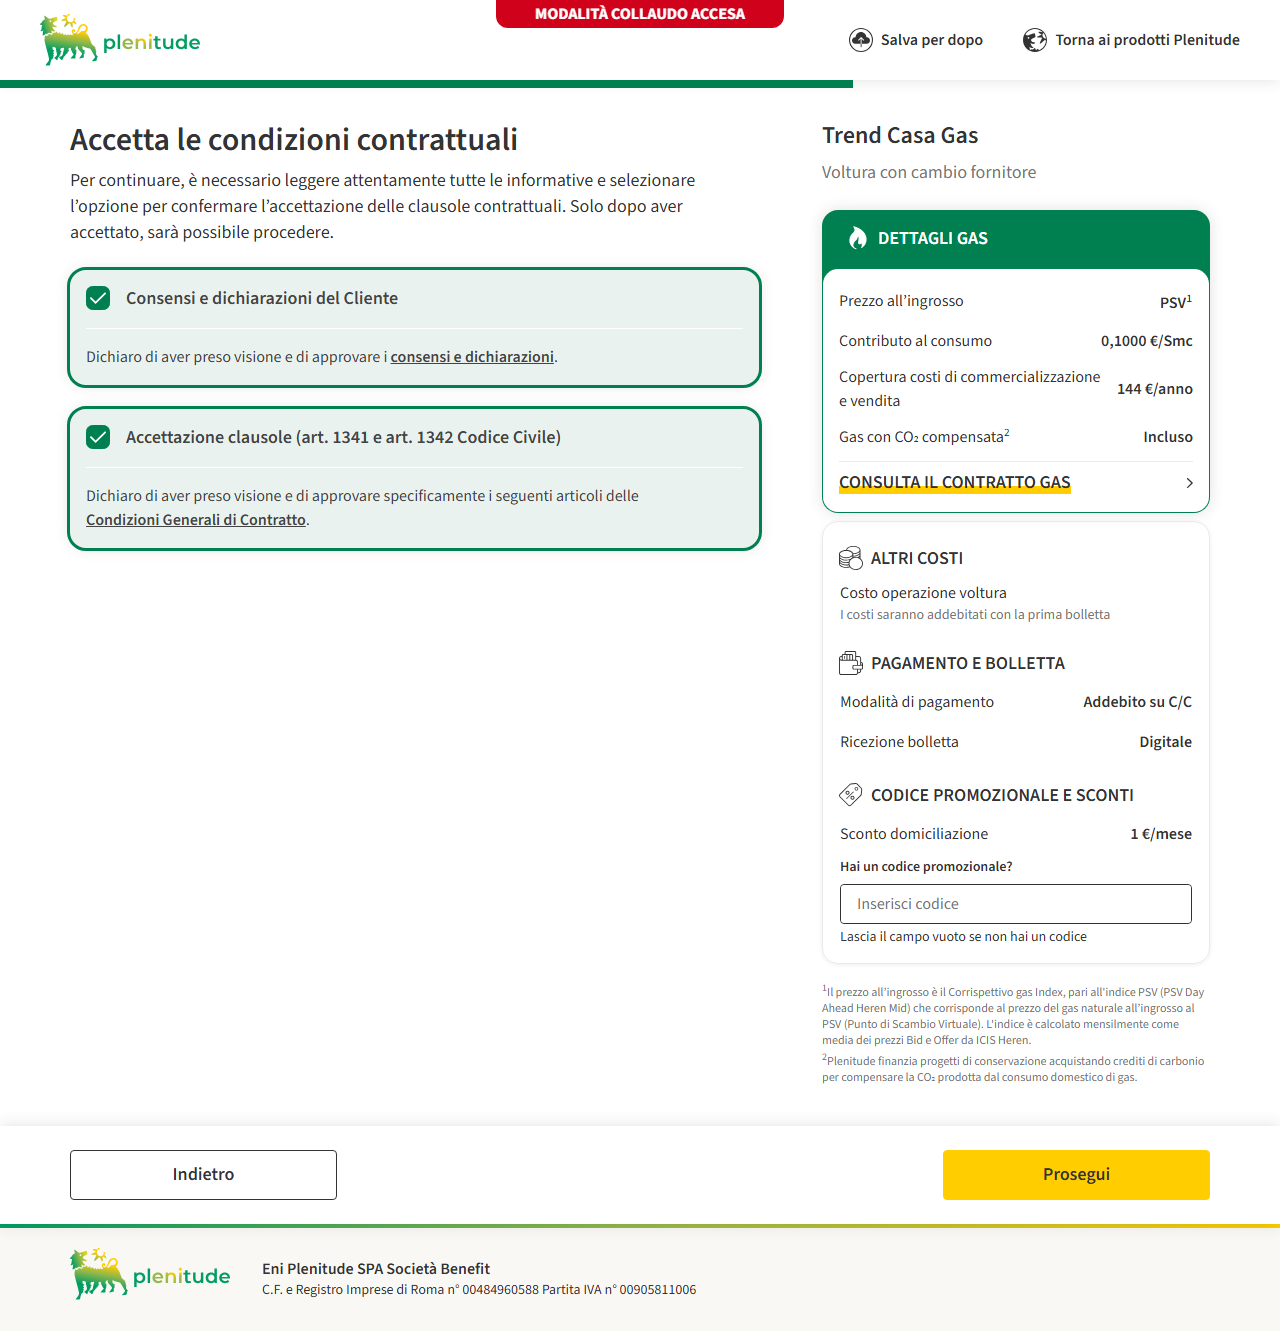 MODALITÀ COLLAUDO ACCESA
plenitude
Salva per dopo
Torna ai prodotti Plenitude
Accetta le condizioni contrattuali
Per continuare, è necessario leggere attentamente tutte le informative e selezionare
l’opzione per confermare l’accettazione delle clausole contrattuali. Solo dopo aver
accettato, sarà possibile procedere.
Consensi e dichiarazioni del Cliente
Dichiaro di aver preso visione e di approvare i consensi e dichiarazioni.
Accettazione clausole (art. 1341 e art. 1342 Codice Civile)
Dichiaro di aver preso visione e di approvare specificamente i seguenti articoli delle
Condizioni Generali di Contratto.
Trend Casa Gas
Voltura con cambio fornitore
DETTAGLI GAS
Prezzo all’ingrosso PSV¹
Contributo al consumo 0,1000 €/Smc
Copertura costi di commercializzazione
e vendita 144 €/anno
Gas con CO₂ compensata² Incluso
CONSULTA IL CONTRATTO GAS
ALTRI COSTI
Costo operazione voltura
I costi saranno addebitati con la prima bolletta
PAGAMENTO E BOLLETTA
Modalità di pagamento Addebito su C/C
Ricezione bolletta Digitale
CODICE PROMOZIONALE E SCONTI
Sconto domiciliazione 1 €/mese
Hai un codice promozionale?
Inserisci codice
Lascia il campo vuoto se non hai un codice
¹Il prezzo all’ingrosso è il Corrispettivo gas Index, pari all’indice PSV (PSV Day
Ahead Heren Mid) che corrisponde al prezzo del gas naturale all’ingrosso al
PSV (Punto di Scambio Virtuale). L’indice è calcolato mensilmente come
media dei prezzi Bid e Offer da ICIS Heren.
²Plenitude finanzia progetti di conservazione acquistando crediti di carbonio
per compensare la CO₂ prodotta dal consumo domestico di gas.
Indietro
Prosegui
plenitude
Eni Plenitude SPA Società Benefit
C.F. e Registro Imprese di Roma n° 00484960588 Partita IVA n° 00905811006